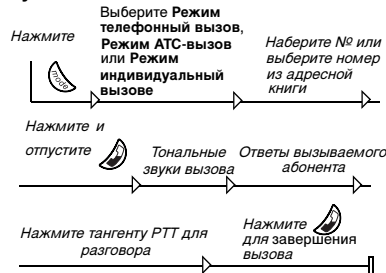 Нажмите
mode
Выберите Режим
телефонный вызов,
Режим АТС-вызов
или Режим
индивидуальный
вызове
Наберите № или
выберите номер
из адресной
книги
Нажмите и
отпустите
Тональные
звуки вызова
Ответы вызываемого
абонента
Нажмите тангенту PTT для
разговора
Нажмите
для завершения
вызова